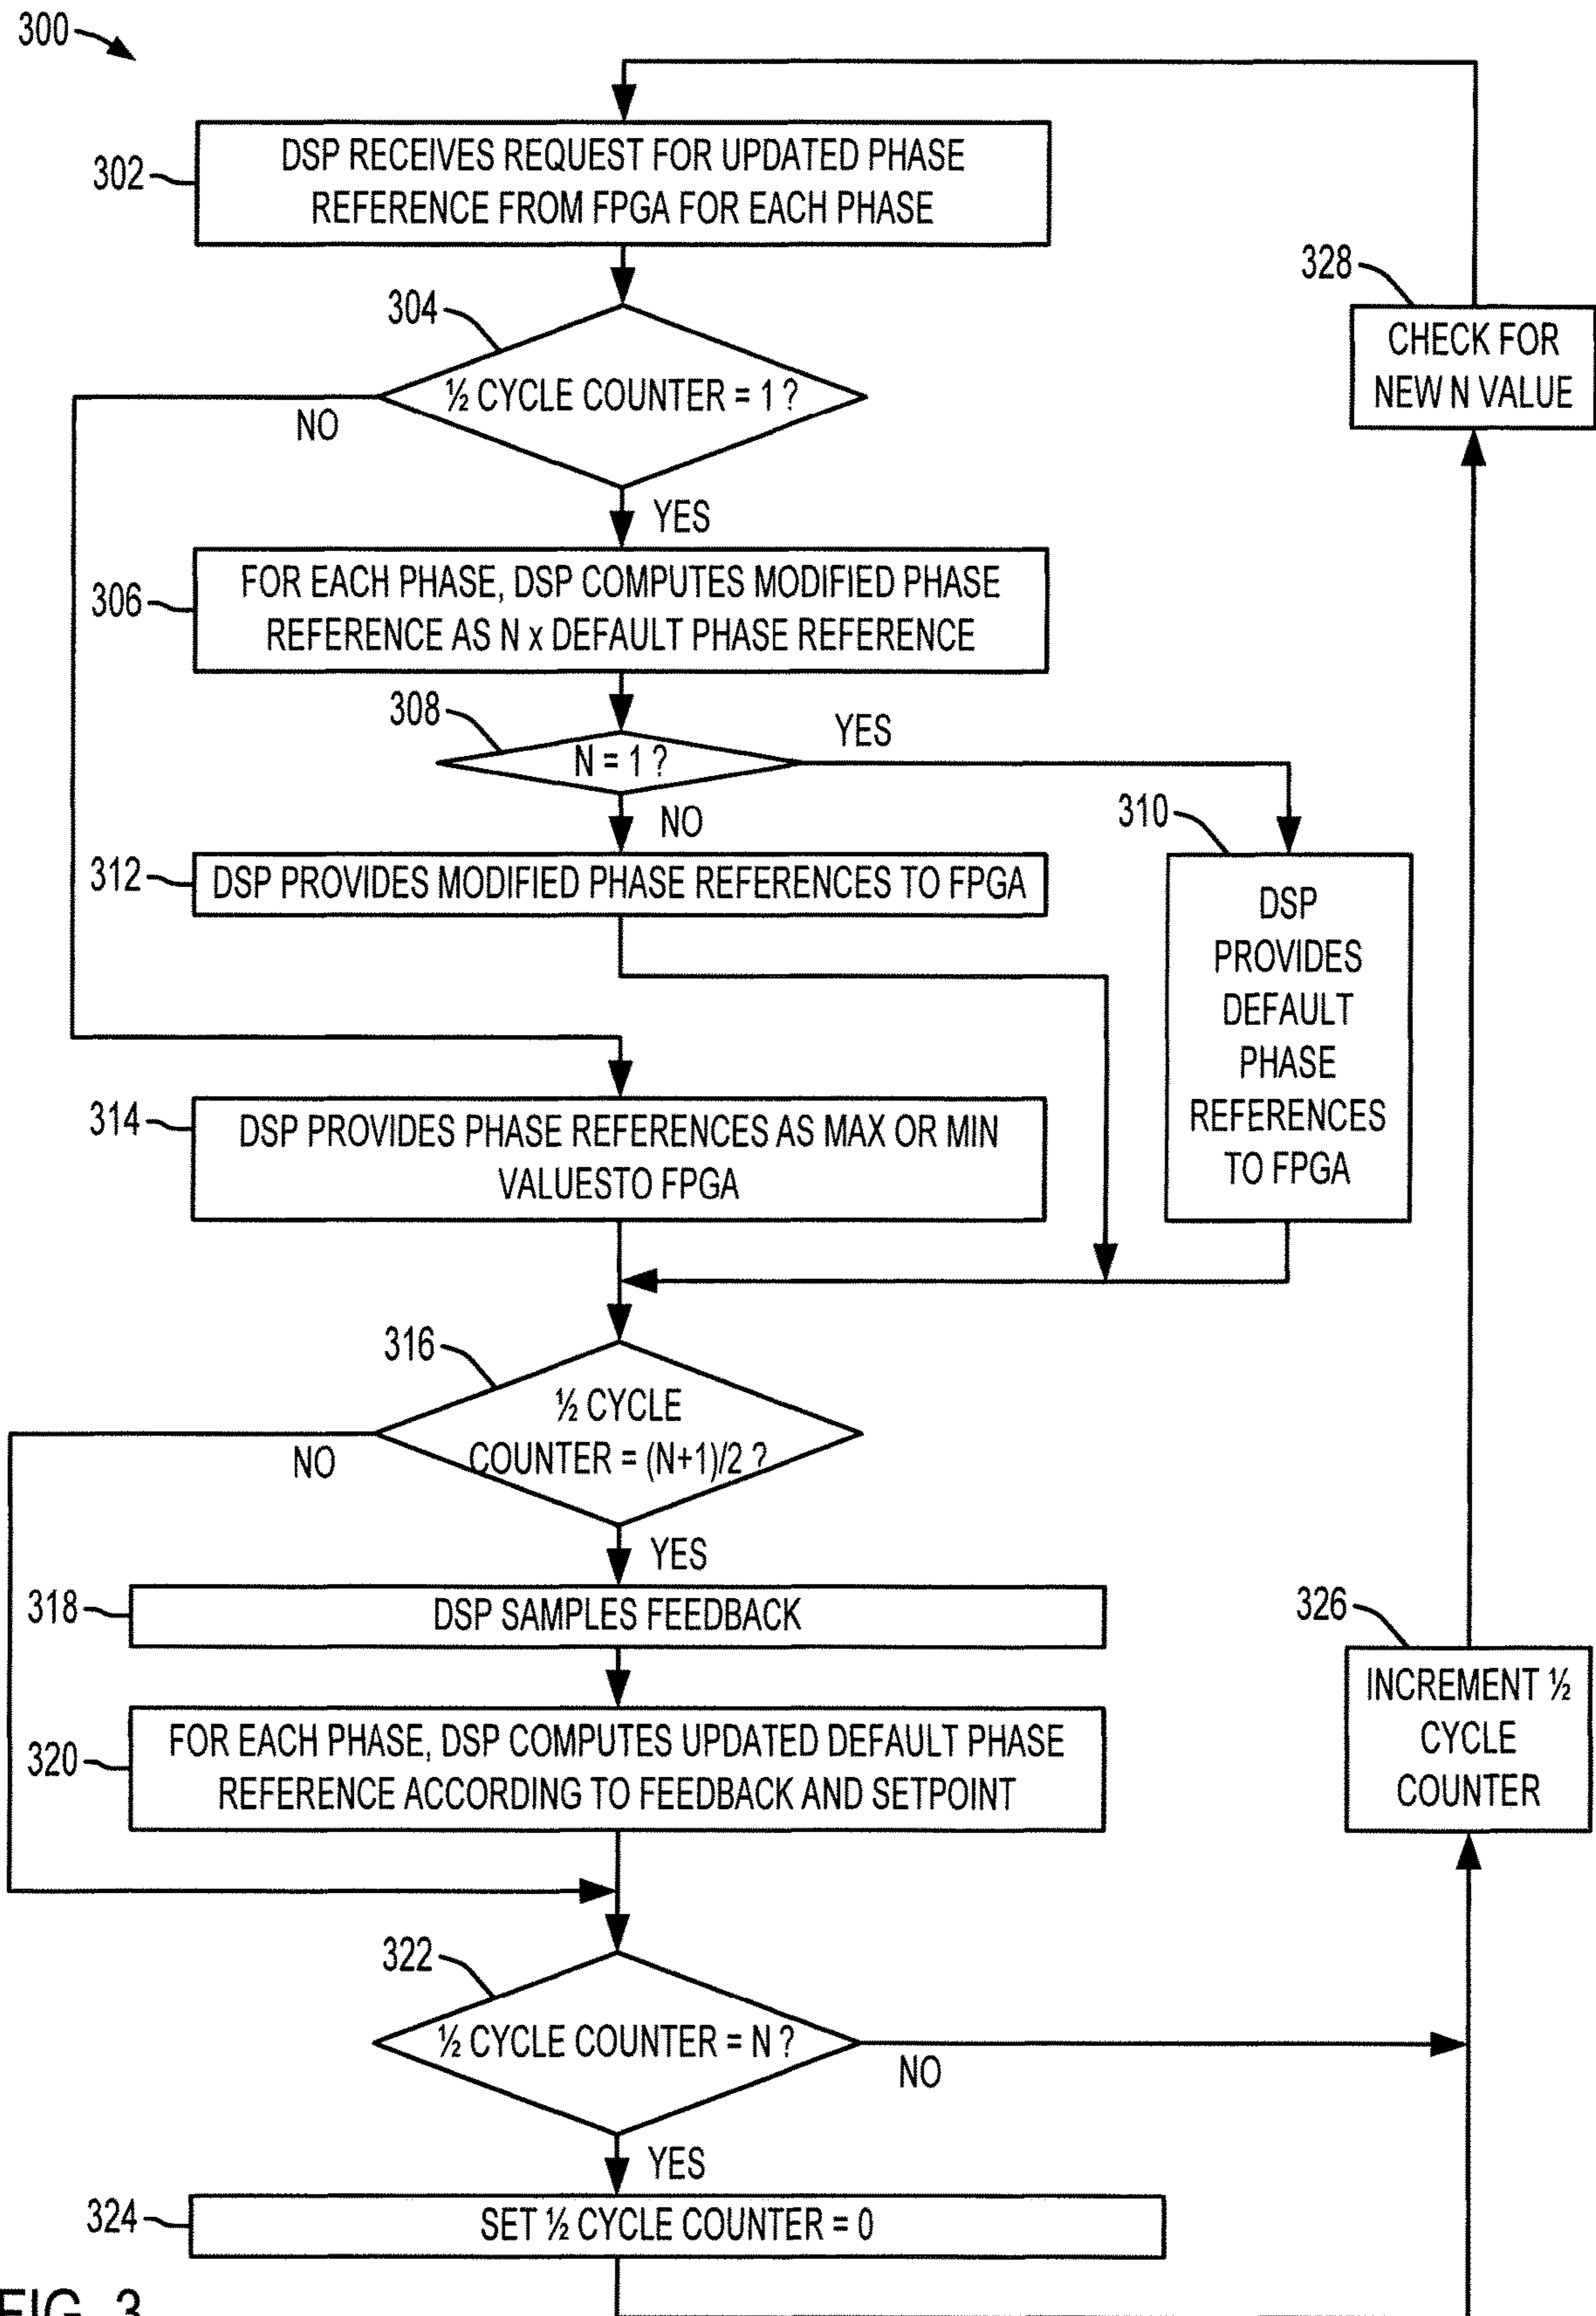 300
302
DSP RECEIVES REQUEST FOR UPDATED PHASE
REFERENCE FROM FPGA FOR EACH PHASE
304
½ CYCLE COUNTER = 1 ?
NO
YES
306
FOR EACH PHASE, DSP COMPUTES MODIFIED PHASE
REFERENCE AS N x DEFAULT PHASE REFERENCE
308
N = 1 ?
YES
NO
310
DSP
PROVIDES
DEFAULT
PHASE
REFERENCES
TO FPGA
312
DSP PROVIDES MODIFIED PHASE REFERENCES TO FPGA
314
DSP PROVIDES PHASE REFERENCES AS MAX OR MIN
VALUESTO FPGA
316
½ CYCLE
COUNTER = (N+1)/2 ?
NO
YES
318
DSP SAMPLES FEEDBACK
320
FOR EACH PHASE, DSP COMPUTES UPDATED DEFAULT PHASE
REFERENCE ACCORDING TO FEEDBACK AND SETPOINT
322
½ CYCLE COUNTER = N ?
NO
YES
324
SET ½ CYCLE COUNTER = 0
326
INCREMENT ½
CYCLE
COUNTER
328
CHECK FOR
NEW N VALUE
FIG. 3